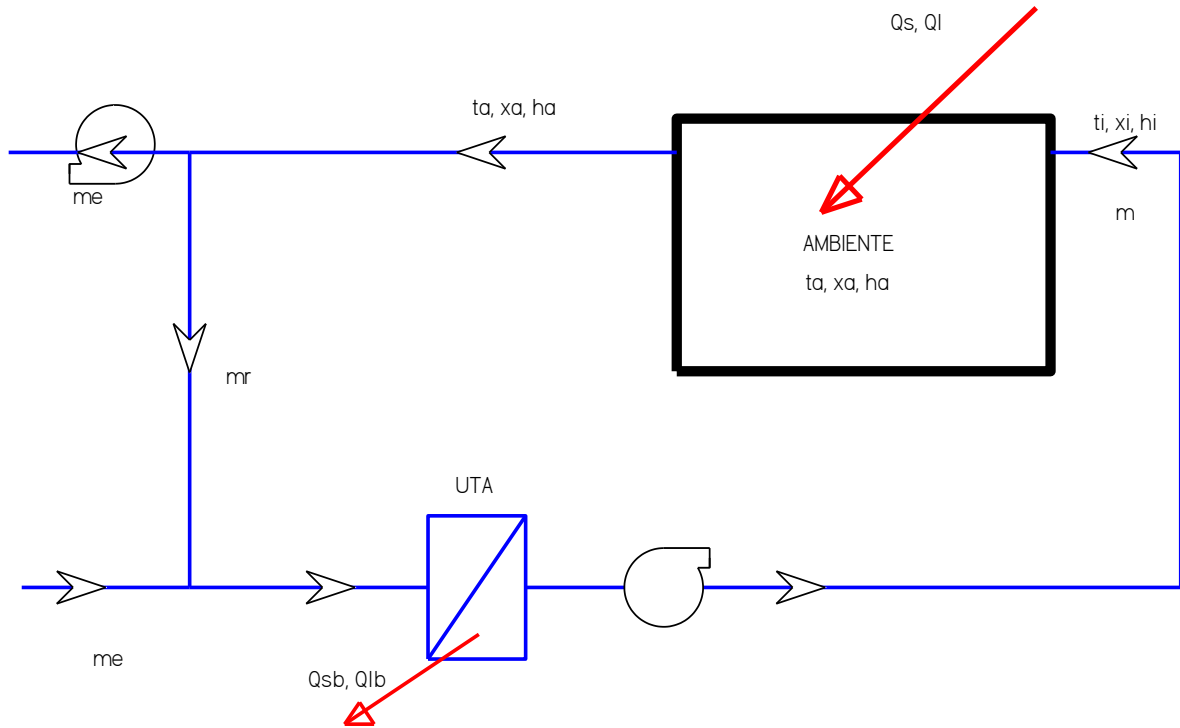 Qs, Ql
ta, xa, ha
ti, xi, hi
me
m
AMBIENTE
ta, xa, ha
mr
UTA
me
Qsb, Qlb